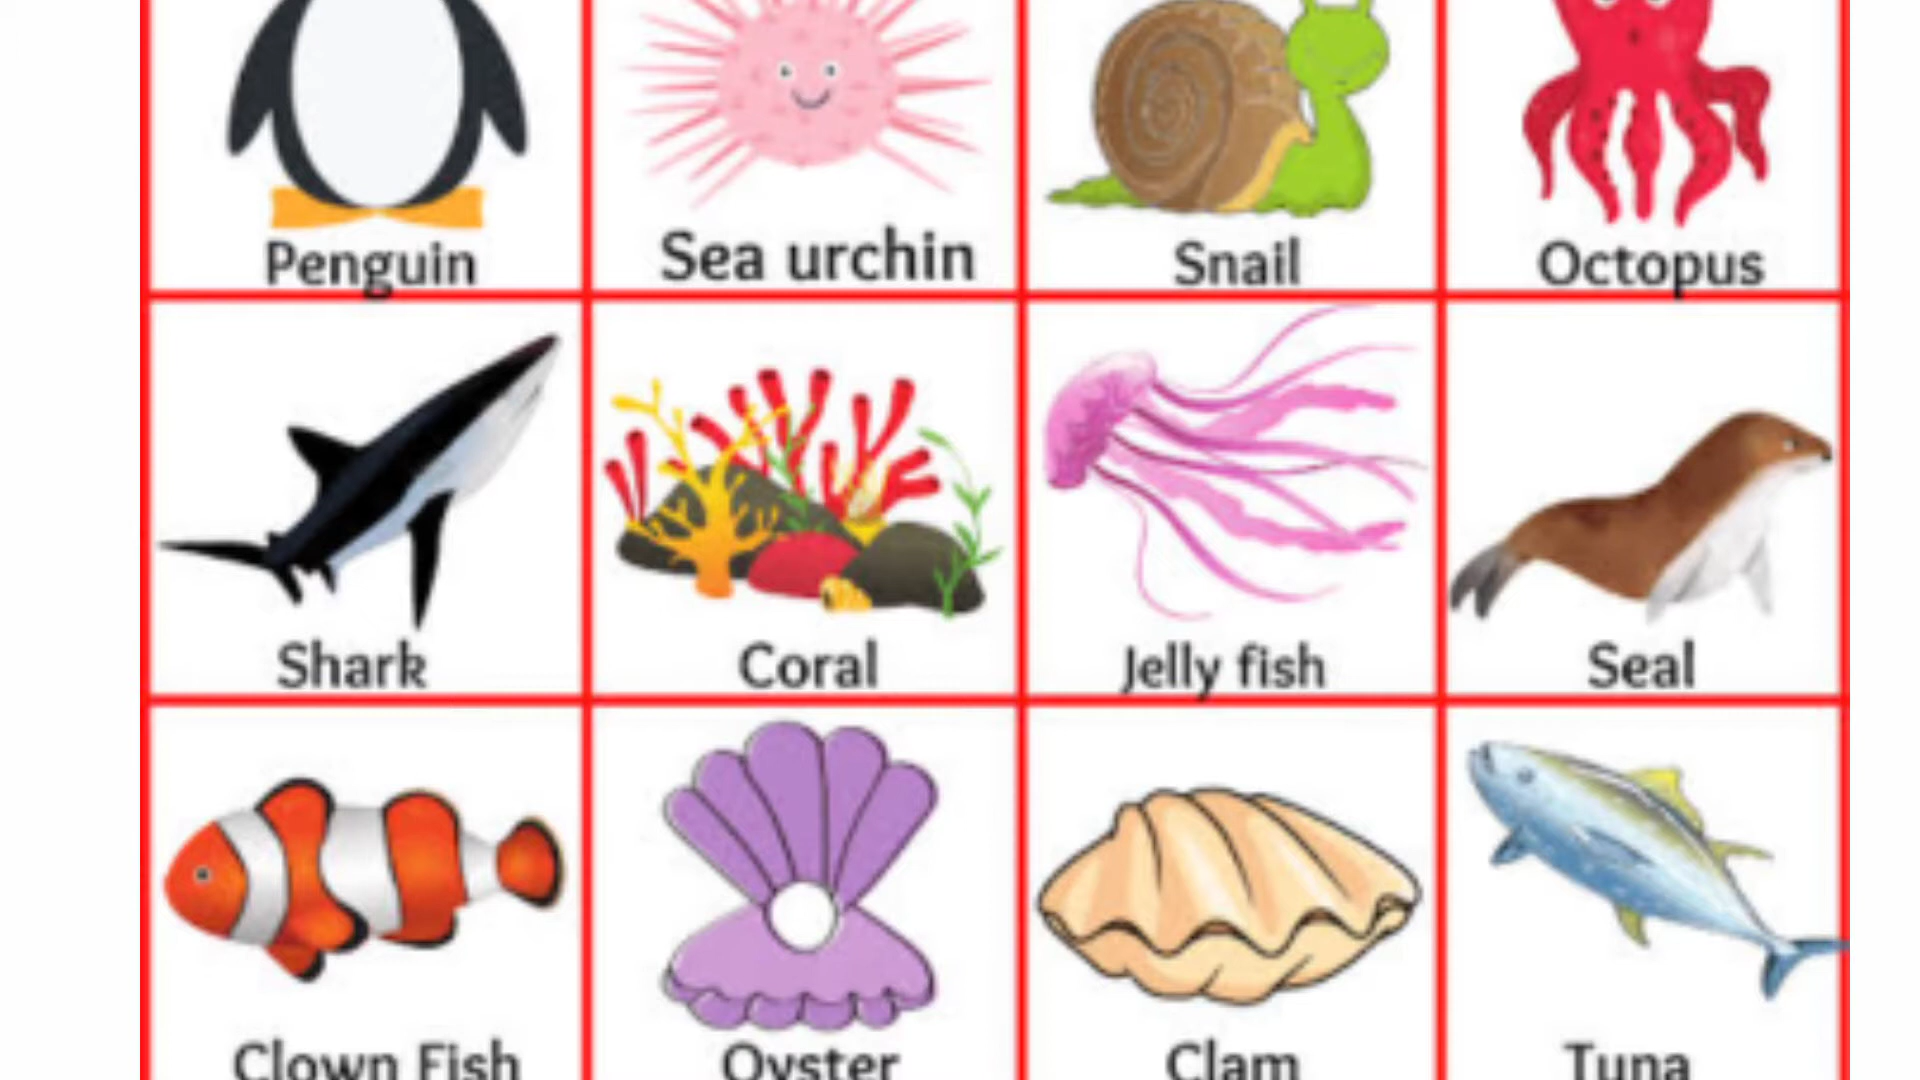 Penguin
Sea urchin
Snail
Octopus
Shark
Coral
Jelly fish
Seal
Clown Fish
Oyster
Clam
Tuna